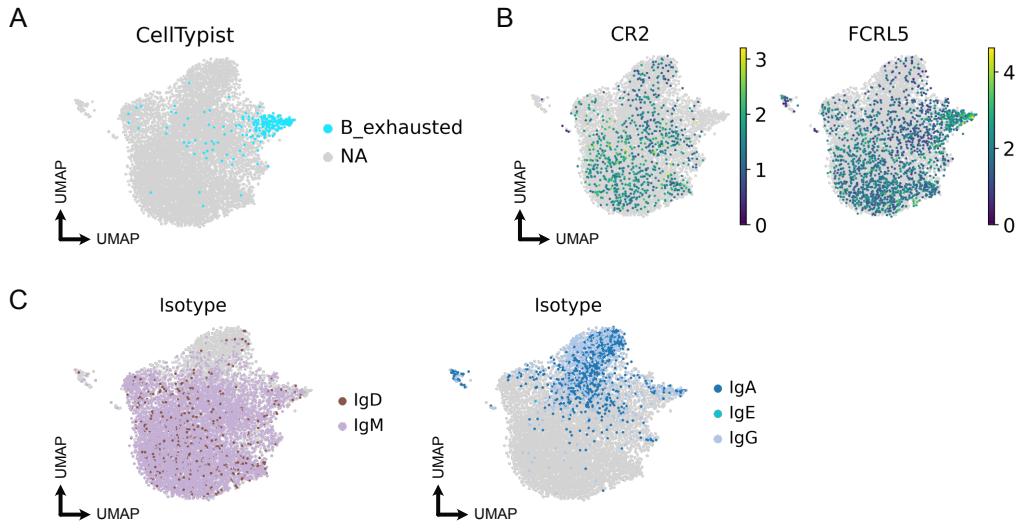 A
CellTypist
B_exhausted
NA
UMAP
UMAP
B
CR2
FCRL5
3
2
1
0
4
2
0
UMAP
UMAP
C
Isotype
IgD
IgM
UMAP
UMAP
Isotype
IgA
IgE
IgG
UMAP
UMAP